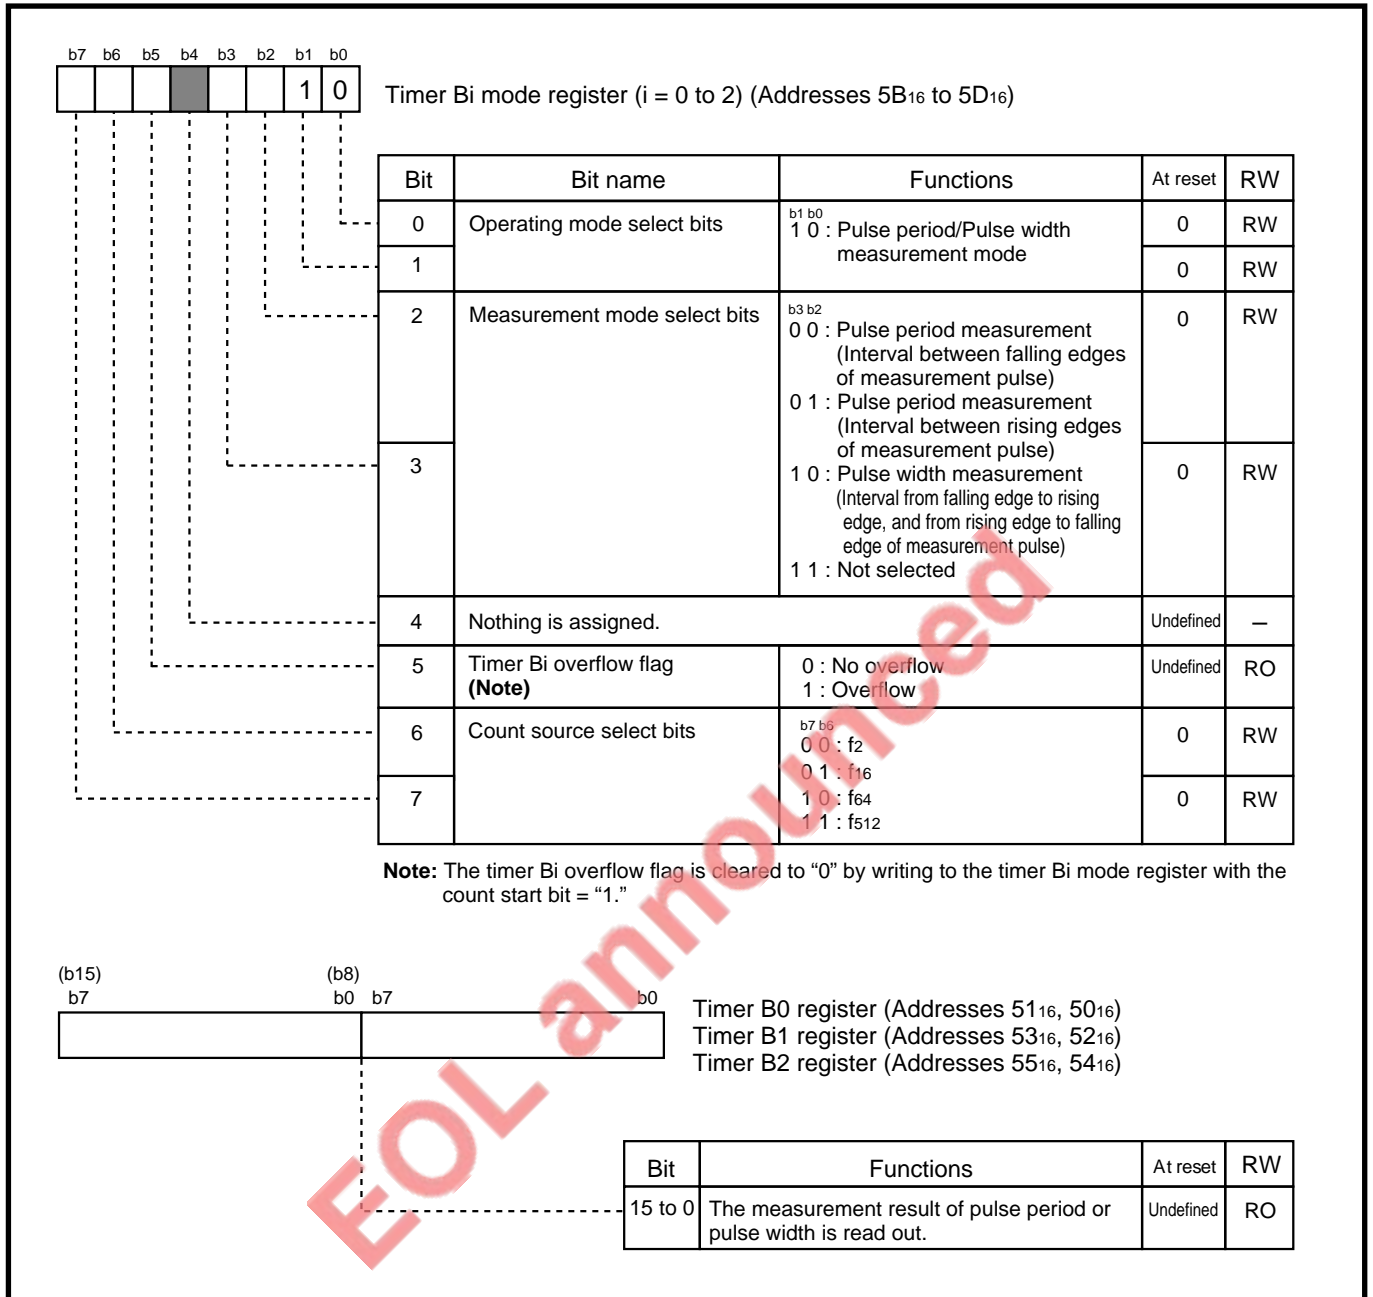 b7 b6 b5 b4 b3 b2 b1 b0
1 0
Timer Bi mode register (i = 0 to 2) (Addresses 5B16 to 5D16)
Bit Bit name Functions At reset RW
0 Operating mode select bits b1 b0 0 RW
1 0 : Pulse period/Pulse width
measurement mode
1 0 RW
2 Measurement mode select bits b3 b2 0 RW
0 0 : Pulse period measurement
(Interval between falling edges
of measurement pulse)
0 1 : Pulse period measurement
(Interval between rising edges
of measurement pulse)
3 0 RW
1 0 : Pulse width measurement
(Interval from falling edge to rising
edge, and from rising edge to falling
edge of measurement pulse)
1 1 : Not selected
4 Nothing is assigned. Undefined –
5 Timer Bi overflow flag 0 : No overflow Undefined RO
(Note) 1 : Overflow
6 Count source select bits b7 b6 0 RW
0 0 : f2
0 1 : f16
7 1 0 : f64 0 RW
1 1 : f512
Note: The timer Bi overflow flag is cleared to “0” by writing to the timer Bi mode register with the
count start bit = “1.”
(b15) (b8)
b7 b0 b7 b0
Timer B0 register (Addresses 5116, 5016)
Timer B1 register (Addresses 5316, 5216)
Timer B2 register (Addresses 5516, 5416)
Bit Functions At reset RW
15 to 0 The measurement result of pulse period or Undefined RO
pulse width is read out.
EOL announced